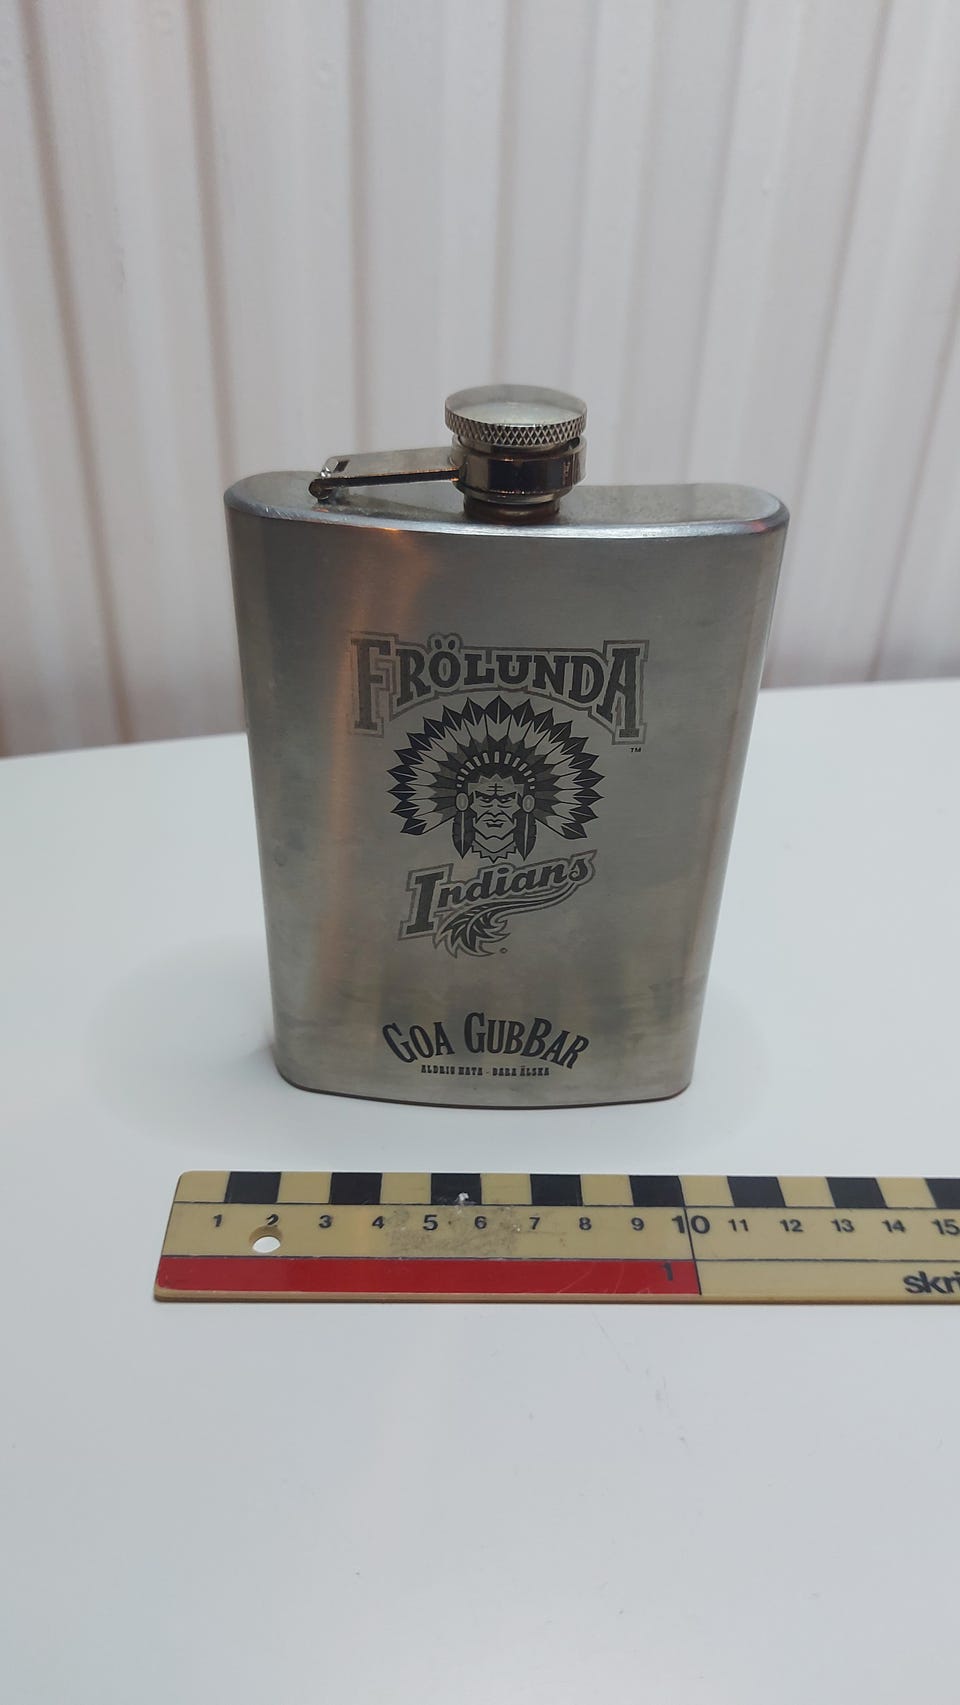 FRÖLUNDA
TM
Indians
GOA GUBBAR
ALDRIG HATA - BARA ÄLSKA
1 2 3 4 5 6 7 8 9 10 11 12 13 14 15
1
skri